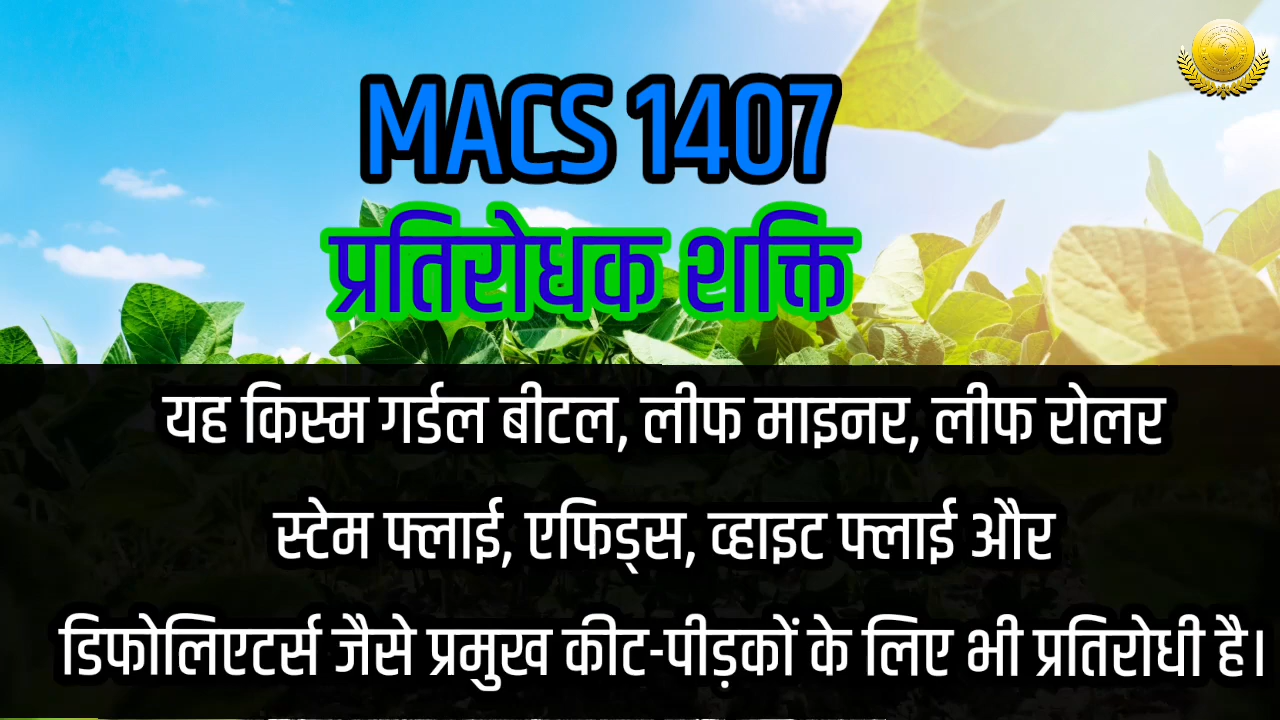 MACS 1407
प्रतिरोधक शक्ति
यह किस्म गर्डल बीटल, लीफ माइनर, लीफ रोलर
स्टेम फ्लाई, एफिड्स, व्हाइट फ्लाई और
डिफोलिएटर्स जैसे प्रमुख कीट-पीड़कों के लिए भी प्रतिरोधी है।